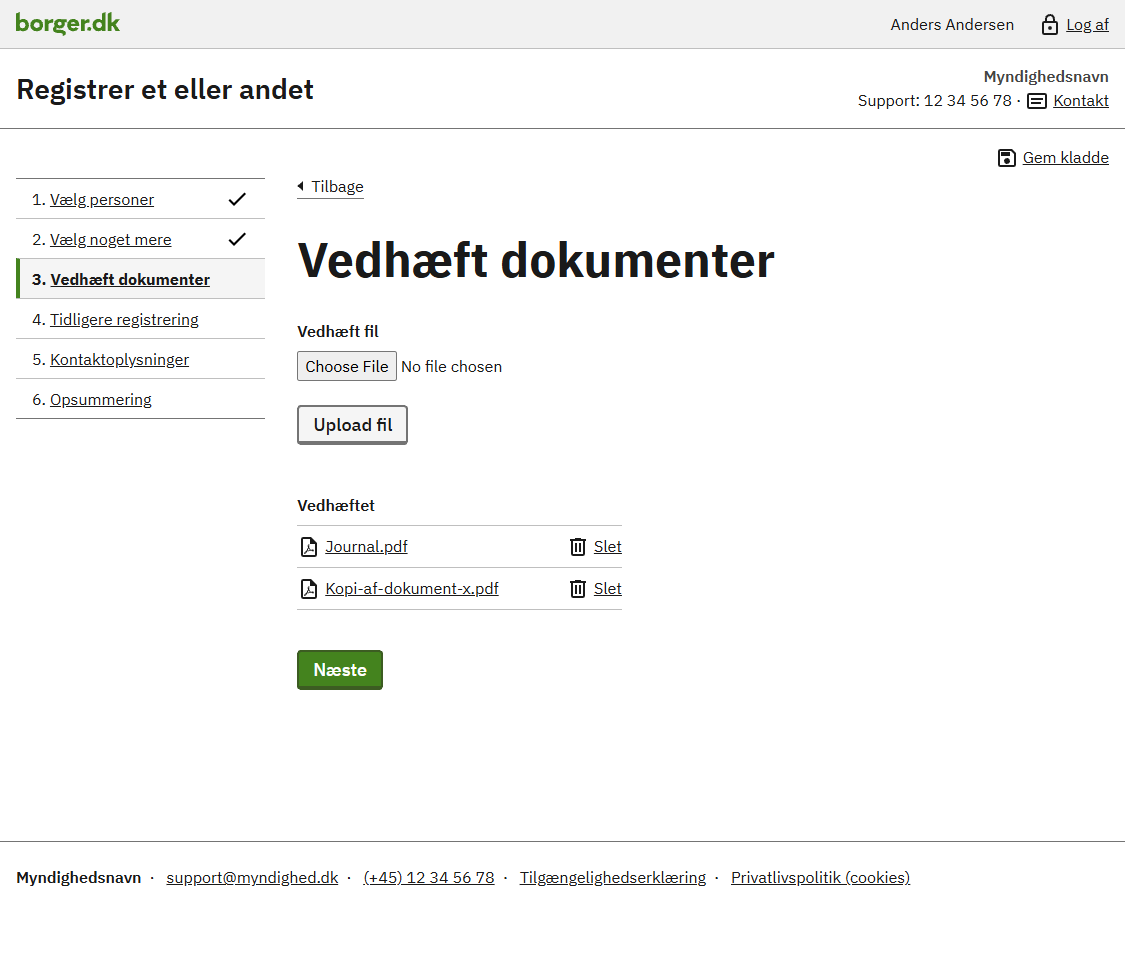 borger.dk
Anders Andersen
Log af
Registrer et eller andet
Myndighedsnavn
Support: 12 34 56 78 · Kontakt
Gem kladde
1. Vælg personer
2. Vælg noget mere
3. Vedhæft dokumenter
4. Tidligere registrering
5. Kontaktoplysninger
6. Opsummering
Tilbage
Vedhæft dokumenter
Vedhæft fil
Choose File No file chosen
Upload fil
Vedhæftet
Journal.pdf Slet
Kopi-af-dokument-x.pdf Slet
Næste
Myndighedsnavn · support@myndighed.dk · (+45) 12 34 56 78 · Tilgængelighedserklæring · Privatlivspolitik (cookies)